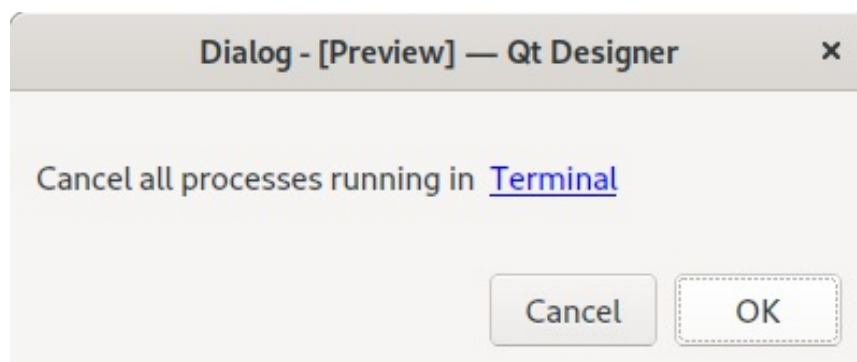 Dialog - [Preview] — Qt Designer ×
Cancel all processes running in Terminal
Cancel OK